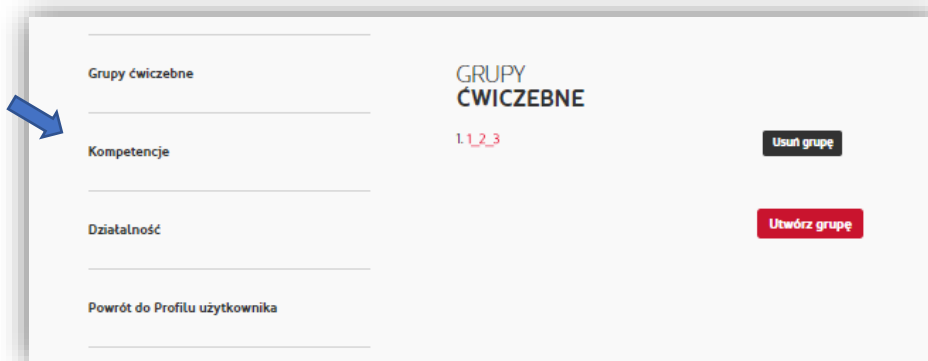 Grupy ćwiczebne
Kompetencje
Działalność
Powrót do Profilu użytkownika
GRUPY
ĆWICZEBNE
1. 1_2_3
Usuń grupę
Utwórz grupę